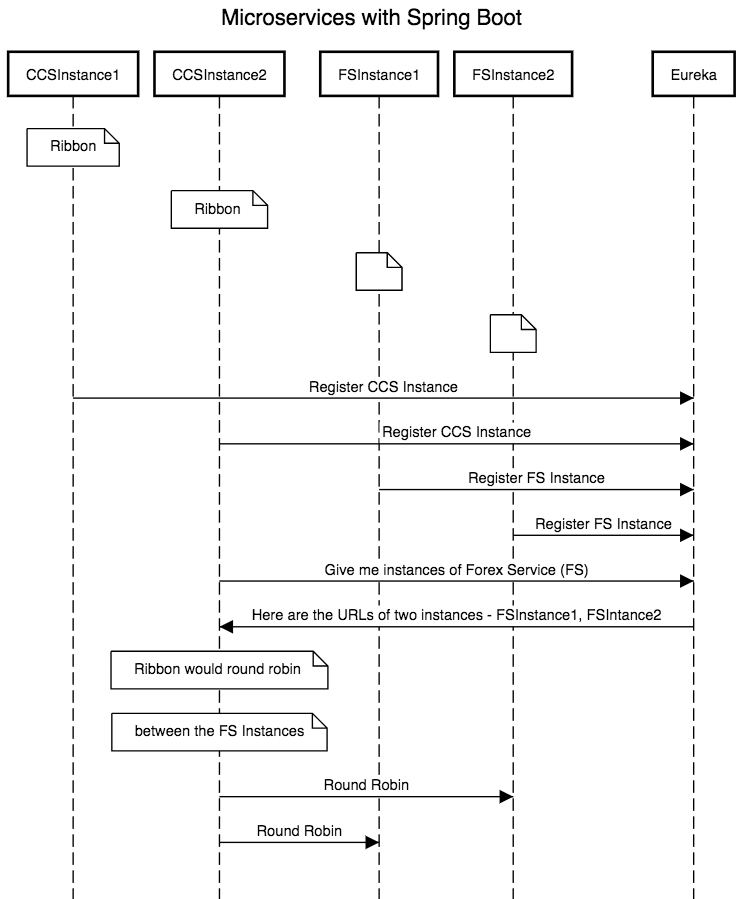 Microservices with Spring Boot
CCSInstance1
CCSInstance2
FSInstance1
FSInstance2
Eureka
Ribbon
Ribbon
Register CCS Instance
Register CCS Instance
Register FS Instance
Register FS Instance
Give me instances of Forex Service (FS)
Here are the URLs of two instances - FSInstance1, FSIntance2
Ribbon would round robin
between the FS Instances
Round Robin
Round Robin